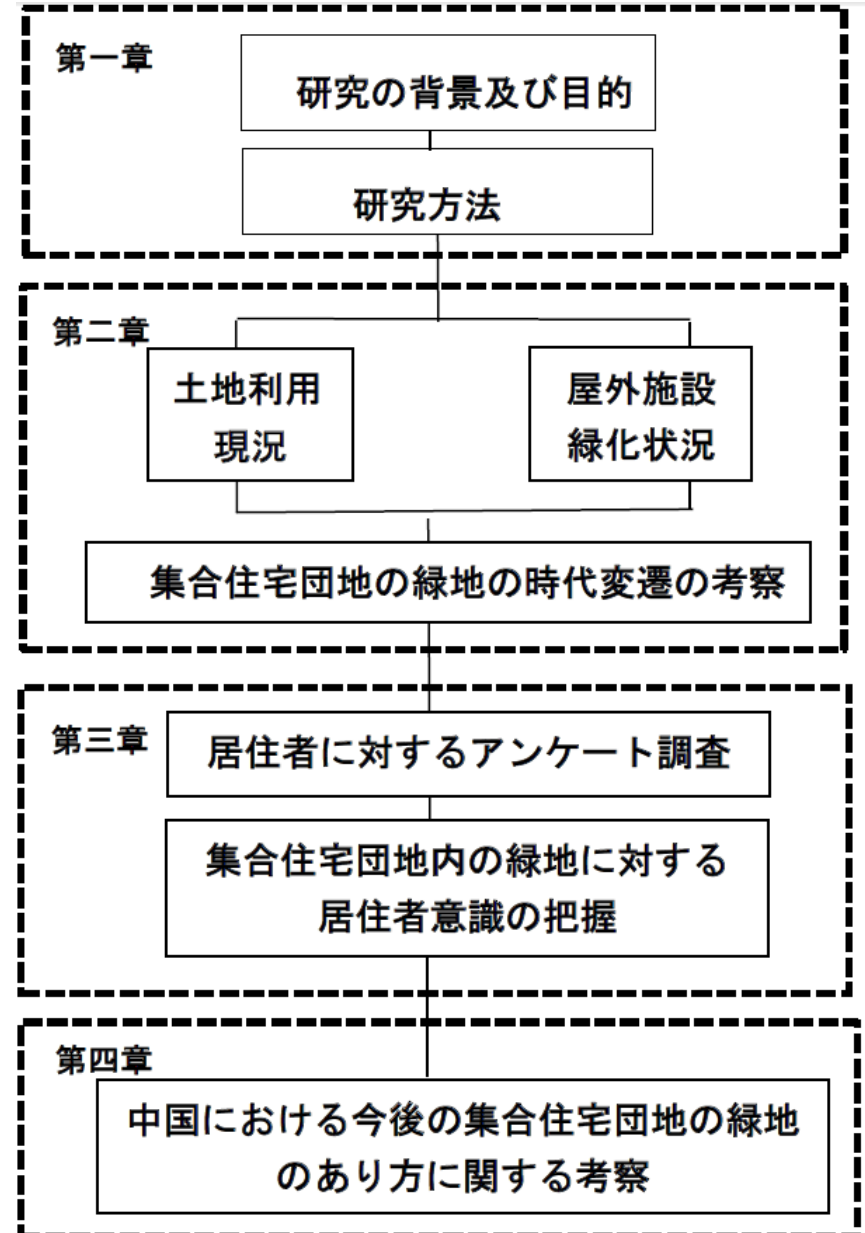 第一章
研究の背景及び目的
研究方法
第二章
土地利用
現況
屋外施設
緑化状況
集合住宅団地の緑地の時代変遷の考察
第三章
居住者に対するアンケート調査
集合住宅団地内の緑地に対する
居住者意識の把握
第四章
中国における今後の集合住宅団地の緑地
のあり方に関する考察